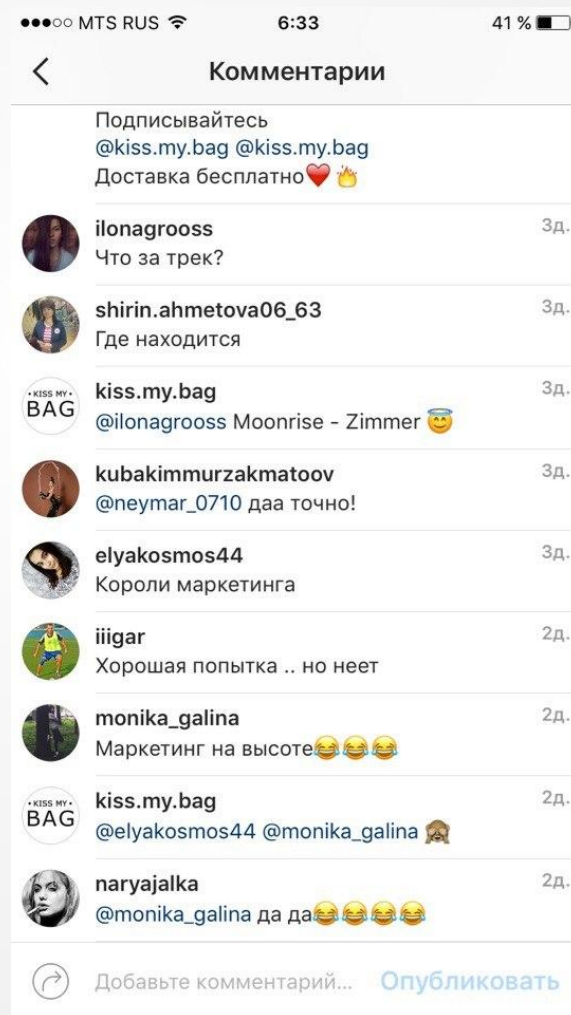 MTS RUS 6:33 41 %
Комментарии
Подписывайтесь
@kiss.my.bag @kiss.my.bag
Доставка бесплатно❤️🔥
ilonagrooss 3д.
Что за трек?
shirin.ahmetova06_63 3д.
Где находится
• KISS MY •
BAG
kiss.my.bag 3д.
@ilonagrooss Moonrise - Zimmer 😇
kubakimmurzakmatoov 3д.
@neymar_0710 даа точно!
elyakosmos44 3д.
Короли маркетинга
iiigar 2д.
Хорошая попытка .. но неет
monika_galina 2д.
Маркетинг на высоте😂😂😂
• KISS MY •
BAG
kiss.my.bag 2д.
@elyakosmos44 @monika_galina 🙈
naryajalka 2д.
@monika_galina да да😂😂😂😂
Добавьте комментарий... Опубликовать